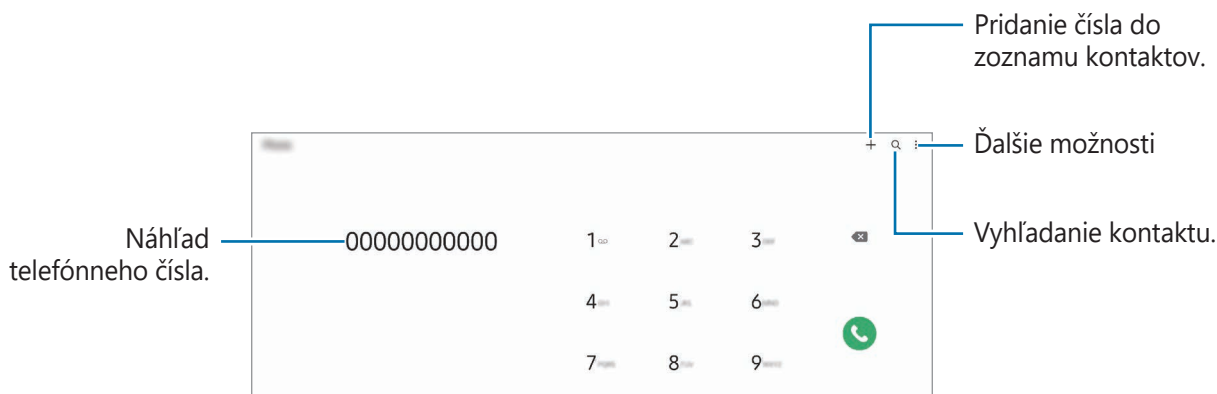 Pridanie čísla do
zoznamu kontaktov.
Ďalšie možnosti
Náhľad
telefónneho čísla.
00000000000
1 2 3
Vyhľadanie kontaktu.
4 5 6
7 8 9